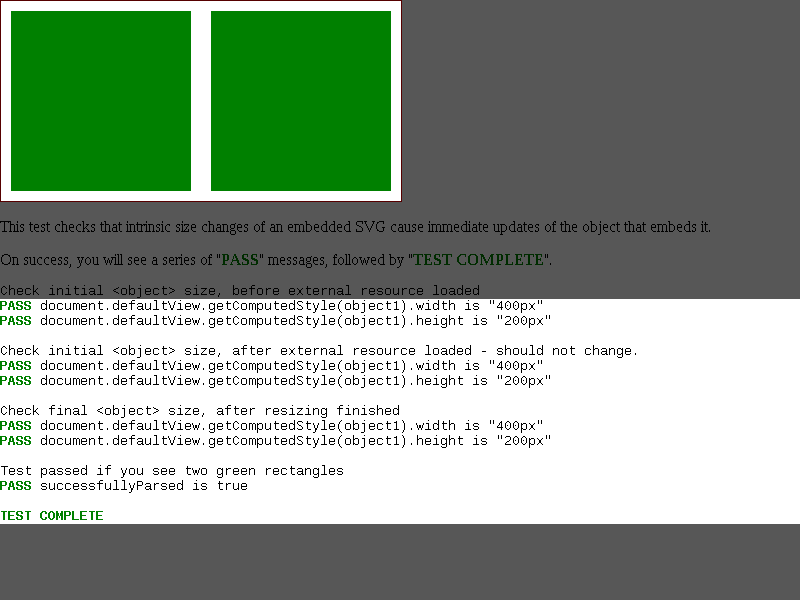 This test checks that intrinsic size changes of an embedded SVG cause immediate updates of the object that embeds it.
On success, you will see a series of "PASS" messages, followed by "TEST COMPLETE".
Check initial <object> size, before external resource loaded
PASS document.defaultView.getComputedStyle(object1).width is "400px"
PASS document.defaultView.getComputedStyle(object1).height is "200px"
Check initial <object> size, after external resource loaded - should not change.
PASS document.defaultView.getComputedStyle(object1).width is "400px"
PASS document.defaultView.getComputedStyle(object1).height is "200px"
Check final <object> size, after resizing finished
PASS document.defaultView.getComputedStyle(object1).width is "400px"
PASS document.defaultView.getComputedStyle(object1).height is "200px"
Test passed if you see two green rectangles
PASS successfullyParsed is true
TEST COMPLETE